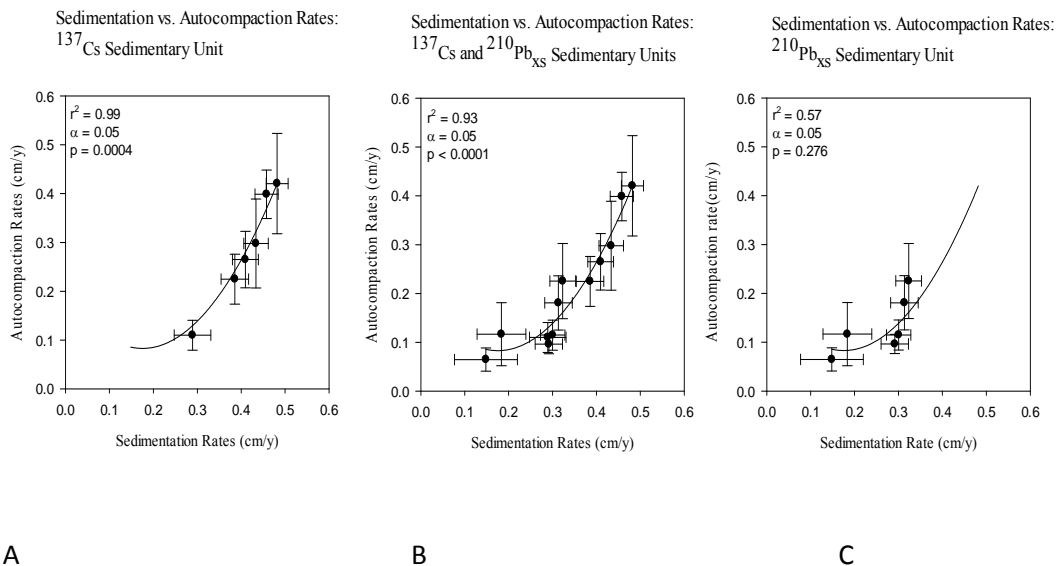 Sedimentation vs. Autocompaction Rates:
137Cs Sedimentary Unit
r2 = 0.99
α = 0.05
p = 0.0004
Autocompaction Rates (cm/y)
0.6
0.5
0.4
0.3
0.2
0.1
0.0
0.0 0.1 0.2 0.3 0.4 0.5 0.6
Sedimentation Rates (cm/y)
A
Sedimentation vs. Autocompaction Rates:
137Cs and 210Pbxs Sedimentary Units
r2 = 0.93
α = 0.05
p < 0.0001
Autocompaction Rates (cm/y)
0.6
0.5
0.4
0.3
0.2
0.1
0.0
0.0 0.1 0.2 0.3 0.4 0.5 0.6
Sedimentation Rates (cm/y)
B
Sedimentation vs. Autocompaction Rates:
210Pbxs Sedimentary Unit
r2 = 0.57
α = 0.05
p = 0.276
Autocompaction rate(cm/y)
0.6
0.5
0.4
0.3
0.2
0.1
0.0
0.0 0.1 0.2 0.3 0.4 0.5 0.6
Sedimentation Rate (cm/y)
C